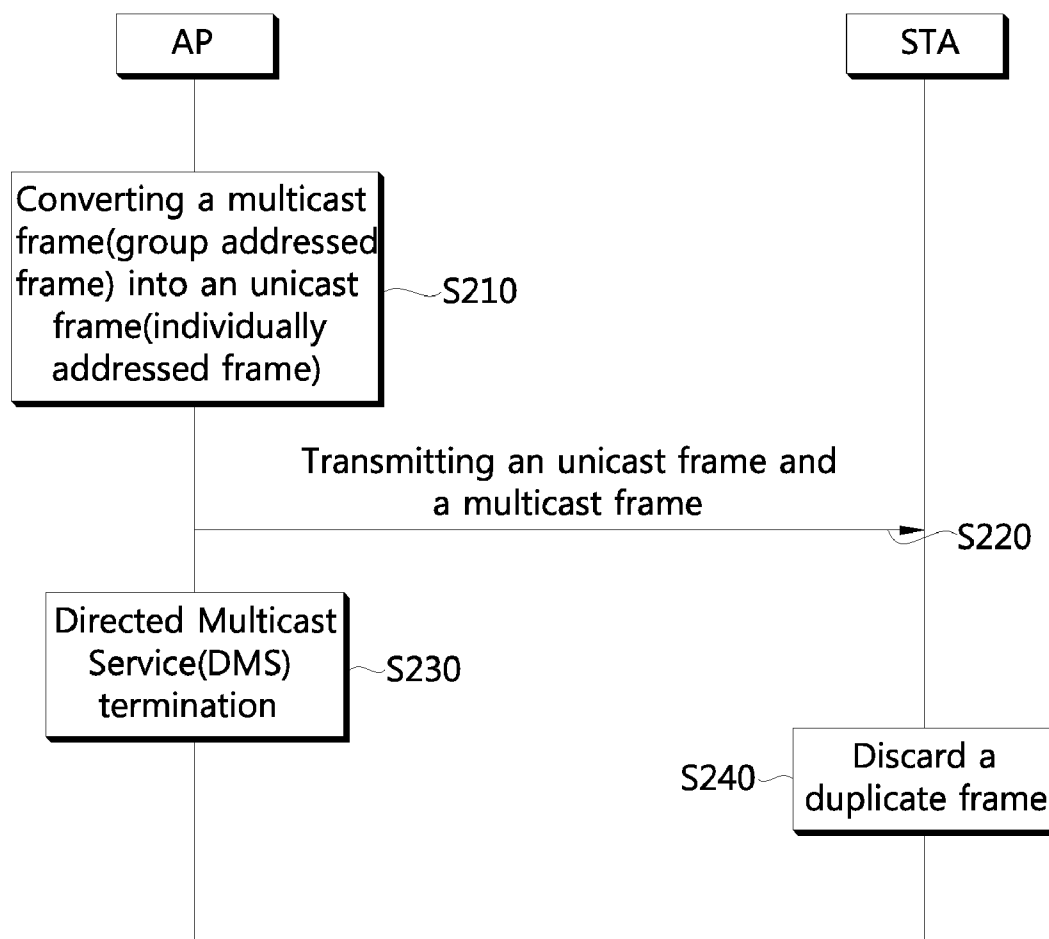 AP
STA
Converting a multicast
frame(group addressed
frame) into an unicast
frame(individually
addressed frame)
S210
Transmitting an unicast frame and
a multicast frame
S220
Directed Multicast
Service(DMS)
termination
S230
Discard a
duplicate frame
S240